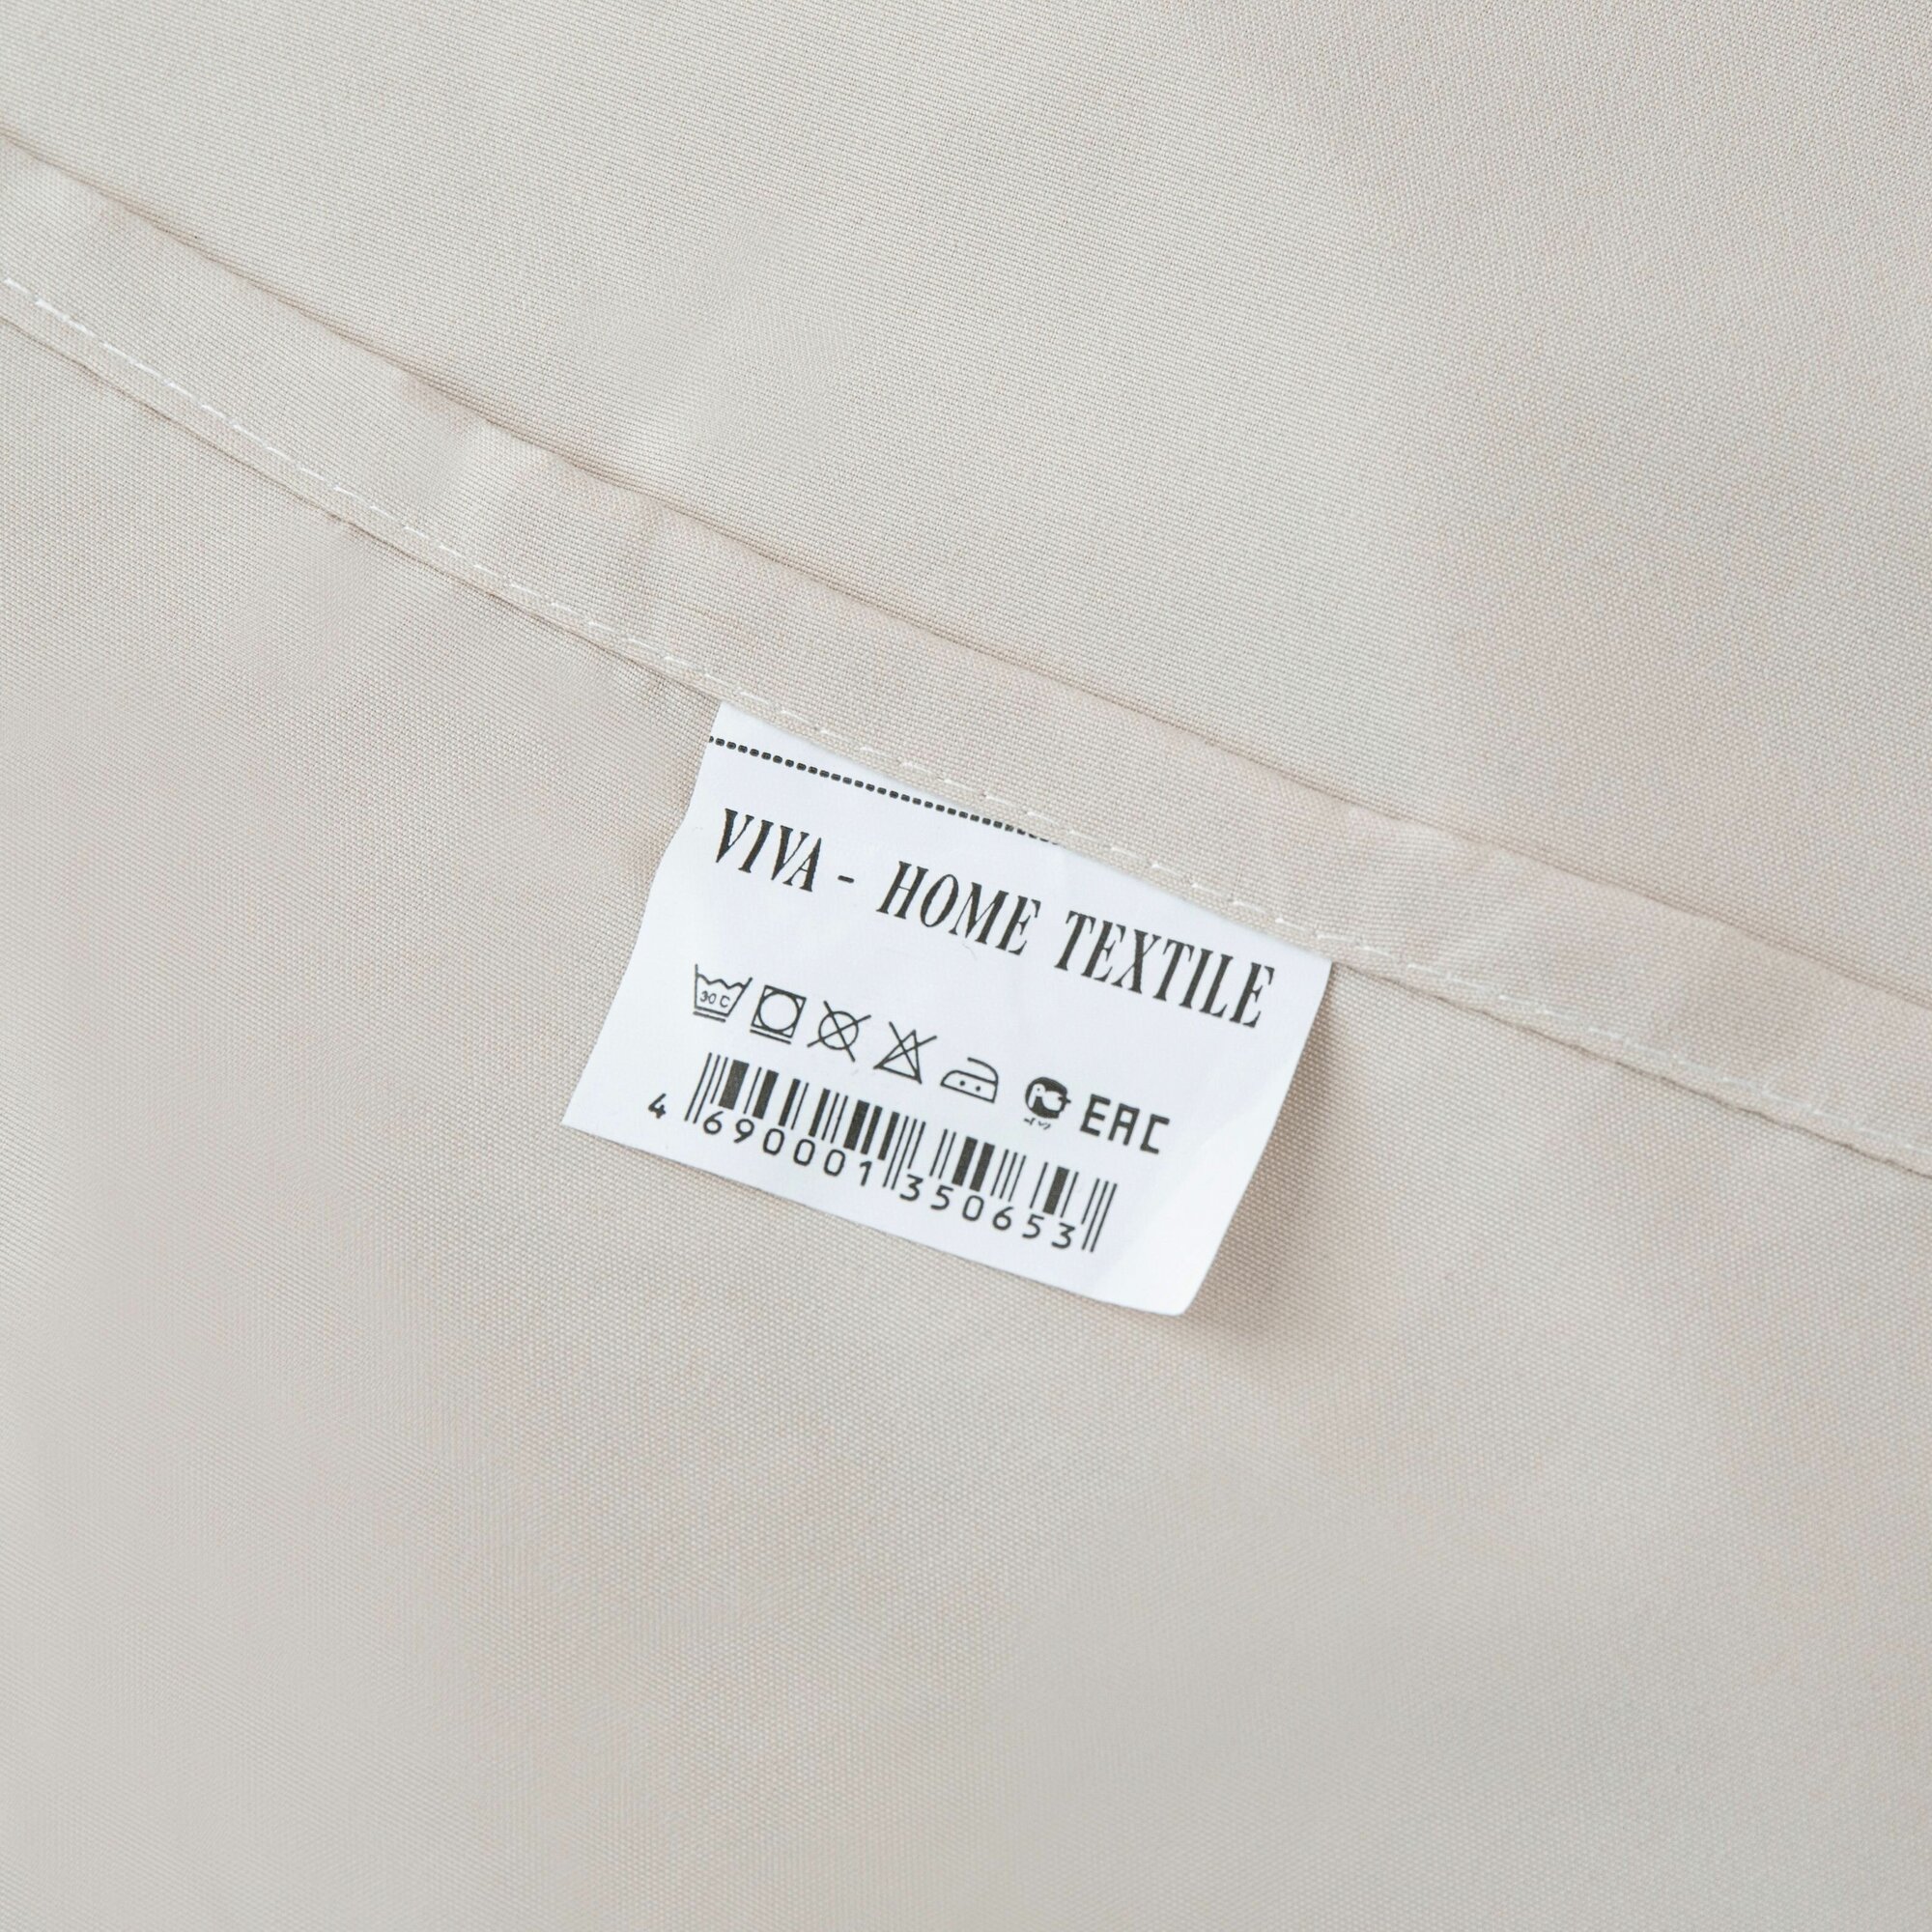 VIVA - HOME TEXTILE
30 C
EAC
4 690001 350653